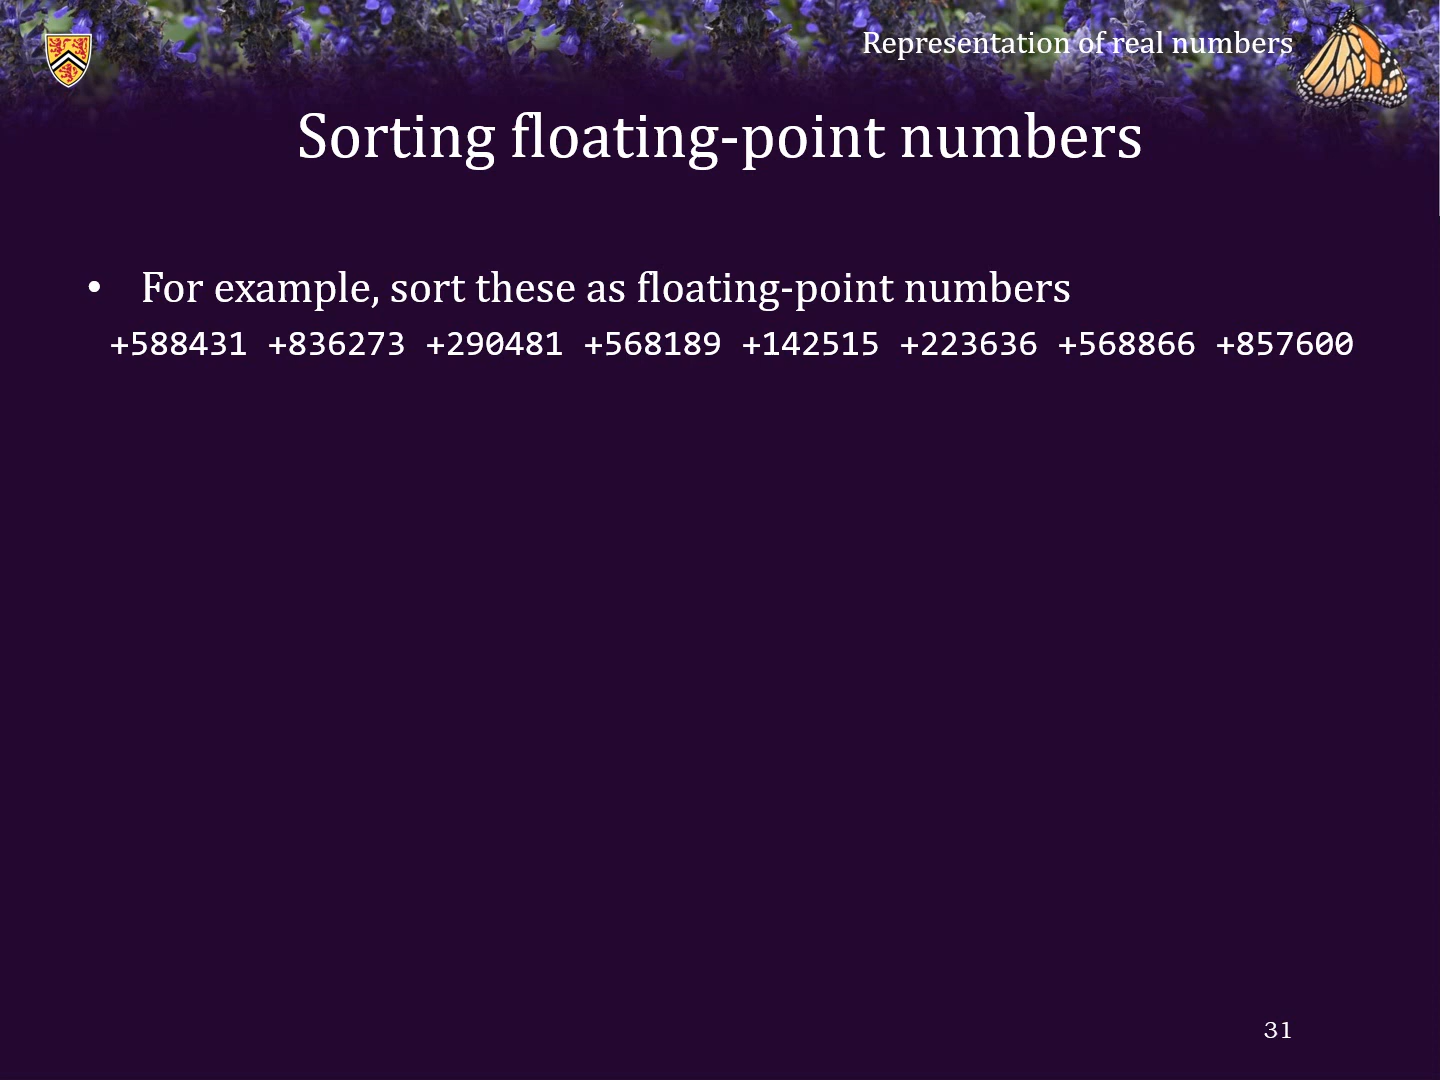 Representation of real numbers
Sorting floating-point numbers
• For example, sort these as floating-point numbers
+588431 +836273 +290481 +568189 +142515 +223636 +568866 +857600
31